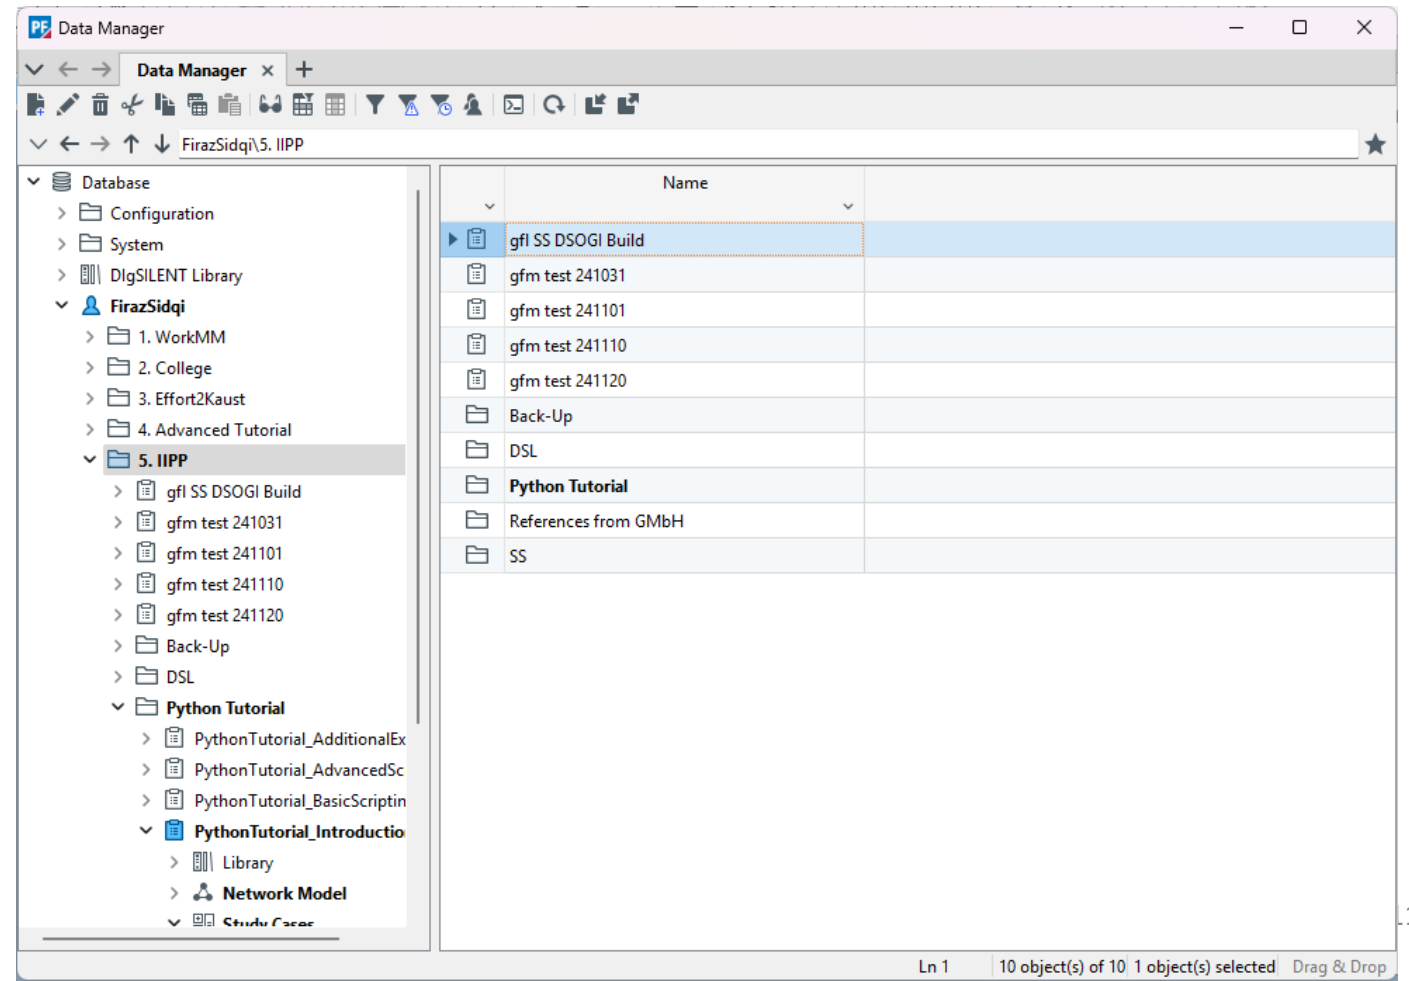 PF Data Manager
Data Manager
FirazSidqi\5. IIPP
Database
Configuration
System
DIgSILENT Library
FirazSidqi
1. WorkMM
2. College
3. Effort2Kaust
4. Advanced Tutorial
5. IIPP
gfl SS DSOGI Build
gfm test 241031
gfm test 241101
gfm test 241110
gfm test 241120
Back-Up
DSL
Python Tutorial
PythonTutorial_AdditionalEx
PythonTutorial_AdvancedSc
PythonTutorial_BasicScriptin
PythonTutorial_Introductio
Library
Network Model
Study Cases
Name
gfl SS DSOGI Build
gfm test 241031
gfm test 241101
gfm test 241110
gfm test 241120
Back-Up
DSL
Python Tutorial
References from GMbH
SS
Ln 1
10 object(s) of 10
1 object(s) selected
Drag & Drop